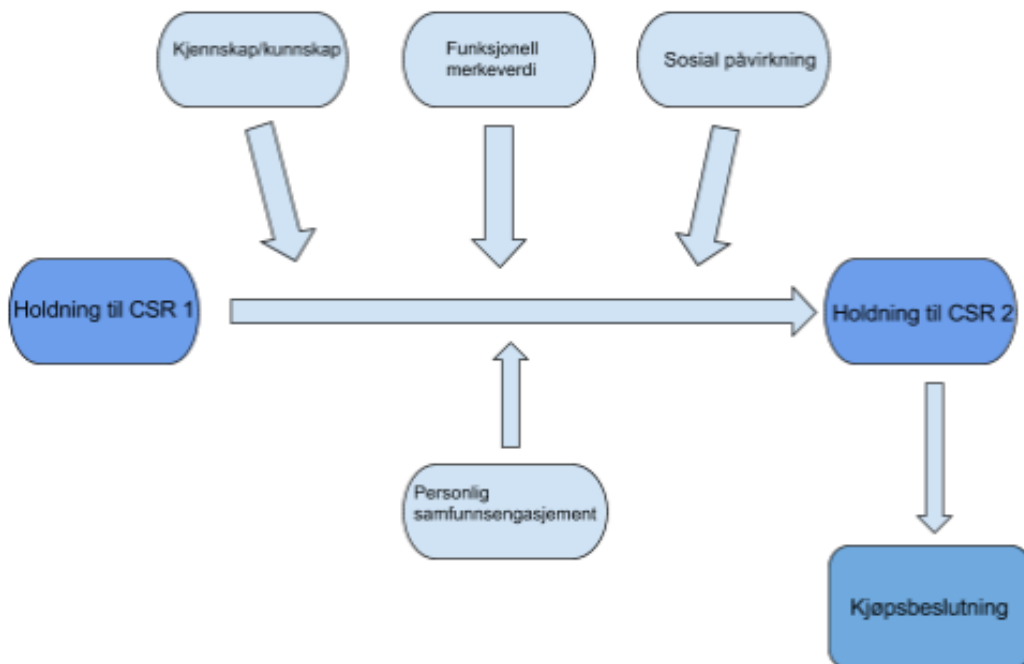 Kjennskap/kunnskap
Funksjonell
merkeverdi
Sosial påvirkning
Holdning til CSR 1
Holdning til CSR 2
Personlig
samfunnsengasjement
Kjøpsbeslutning